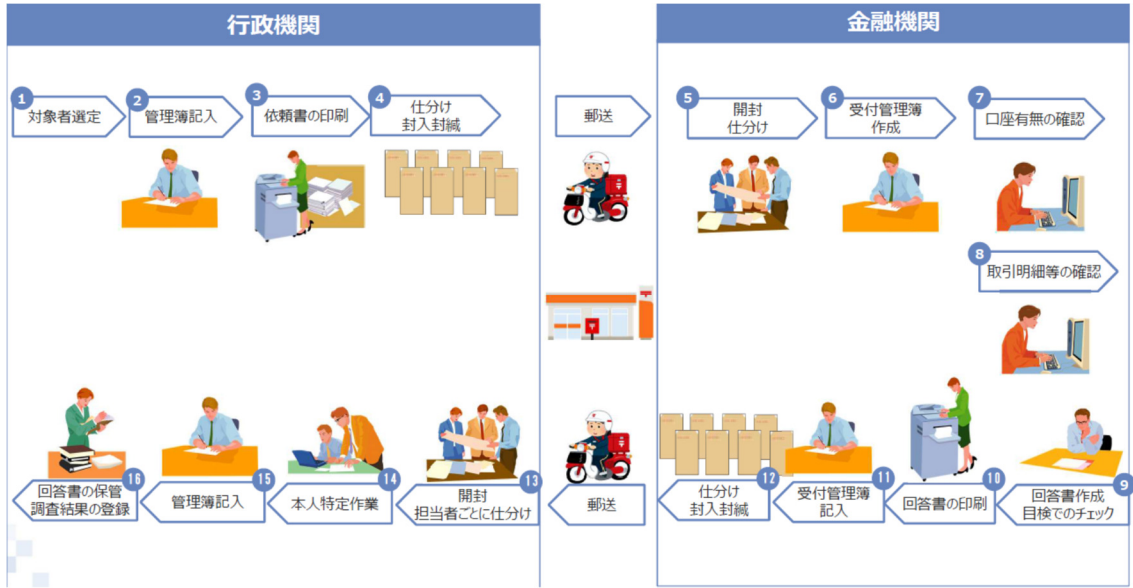 行政機関
金融機関
1
対象者選定
2
管理簿記入
3
依頼書の印刷
4
仕分け
封入封緘
郵送
5
開封
仕分け
6
受付管理簿
作成
7
口座有無の確認
8
取引明細等の確認
9
回答書作成
目検でのチェック
10
回答書の印刷
11
受付管理簿
記入
12
仕分け
封入封緘
郵送
13
開封
担当者ごとに仕分け
14
本人特定作業
15
管理簿記入
16
回答書の保管
調査結果の登録